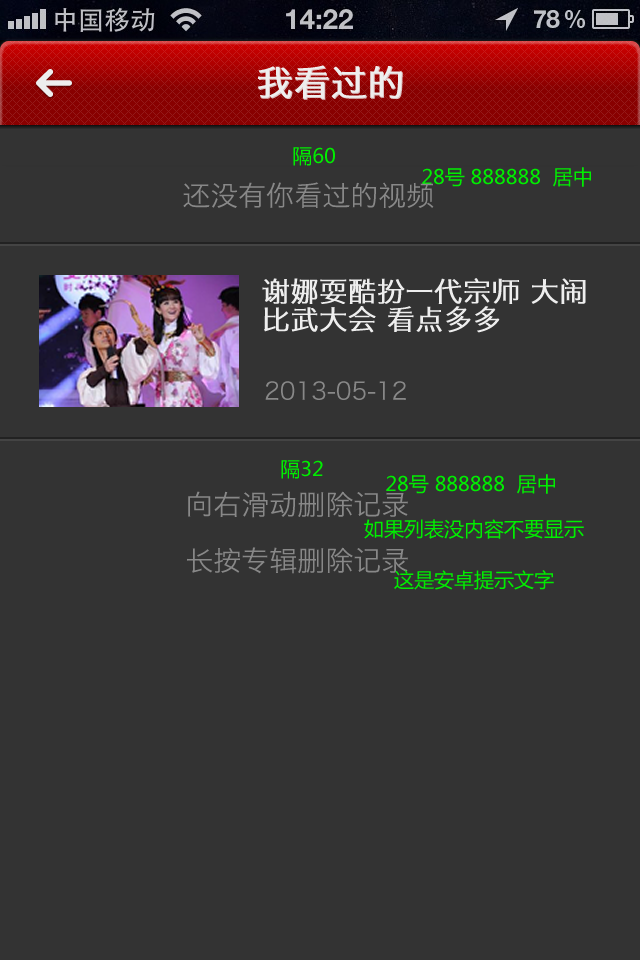 中国移动 14:22 78%
我看过的
隔60
28号 888888 居中
还没有你看过的视频
谢娜耍酷扮一代宗师 大闹
比武大会 看点多多
2013-05-12
隔32
28号 888888 居中
向右滑动删除记录
如果列表没内容不要显示
长按专辑删除记录
这是安卓提示文字